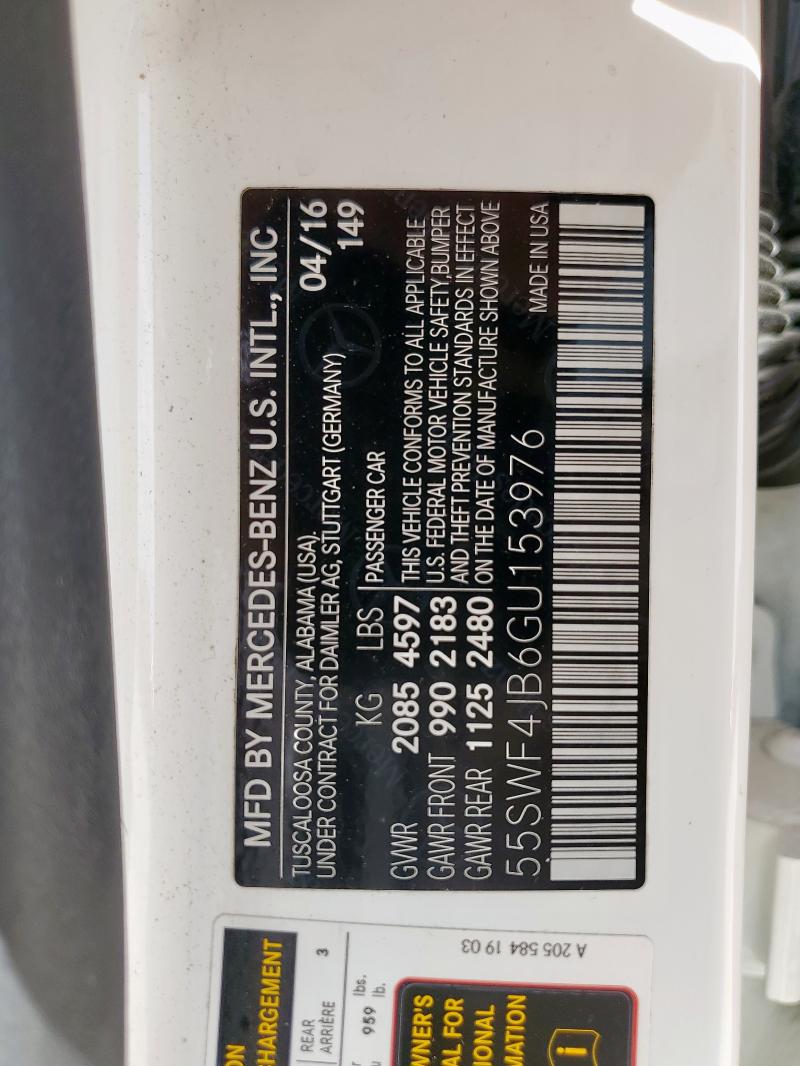 MFD BY MERCEDES-BENZ U.S. INTL., INC
TUSCALOOSA COUNTY, ALABAMA (USA), 04/16
UNDER CONTRACT FOR DAIMLER AG, STUTTGART (GERMANY) 149
KG LBS PASSENGER CAR
GVWR 2085 4597 THIS VEHICLE CONFORMS TO ALL APPLICABLE
GAWR FRONT 990 2183 U.S. FEDERAL MOTOR VEHICLE SAFETY,BUMPER
GAWR REAR 1125 2480 AND THEFT PREVENTION STANDARDS IN EFFECT
ON THE DATE OF MANUFACTURE SHOWN ABOVE
55SWF4JB6GU153976 MADE IN USA
ON
HARGEMENT
REAR
ARRIÈRE 3
lbs.
959 lb.
WNER'S
AL FOR
IONAL
MATION
i
A 205 584 19 03